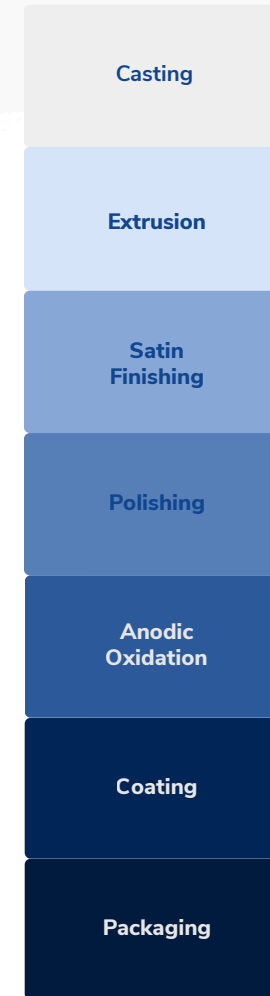 Casting
Extrusion
Satin
Finishing
Polishing
Anodic
Oxidation
Coating
Packaging